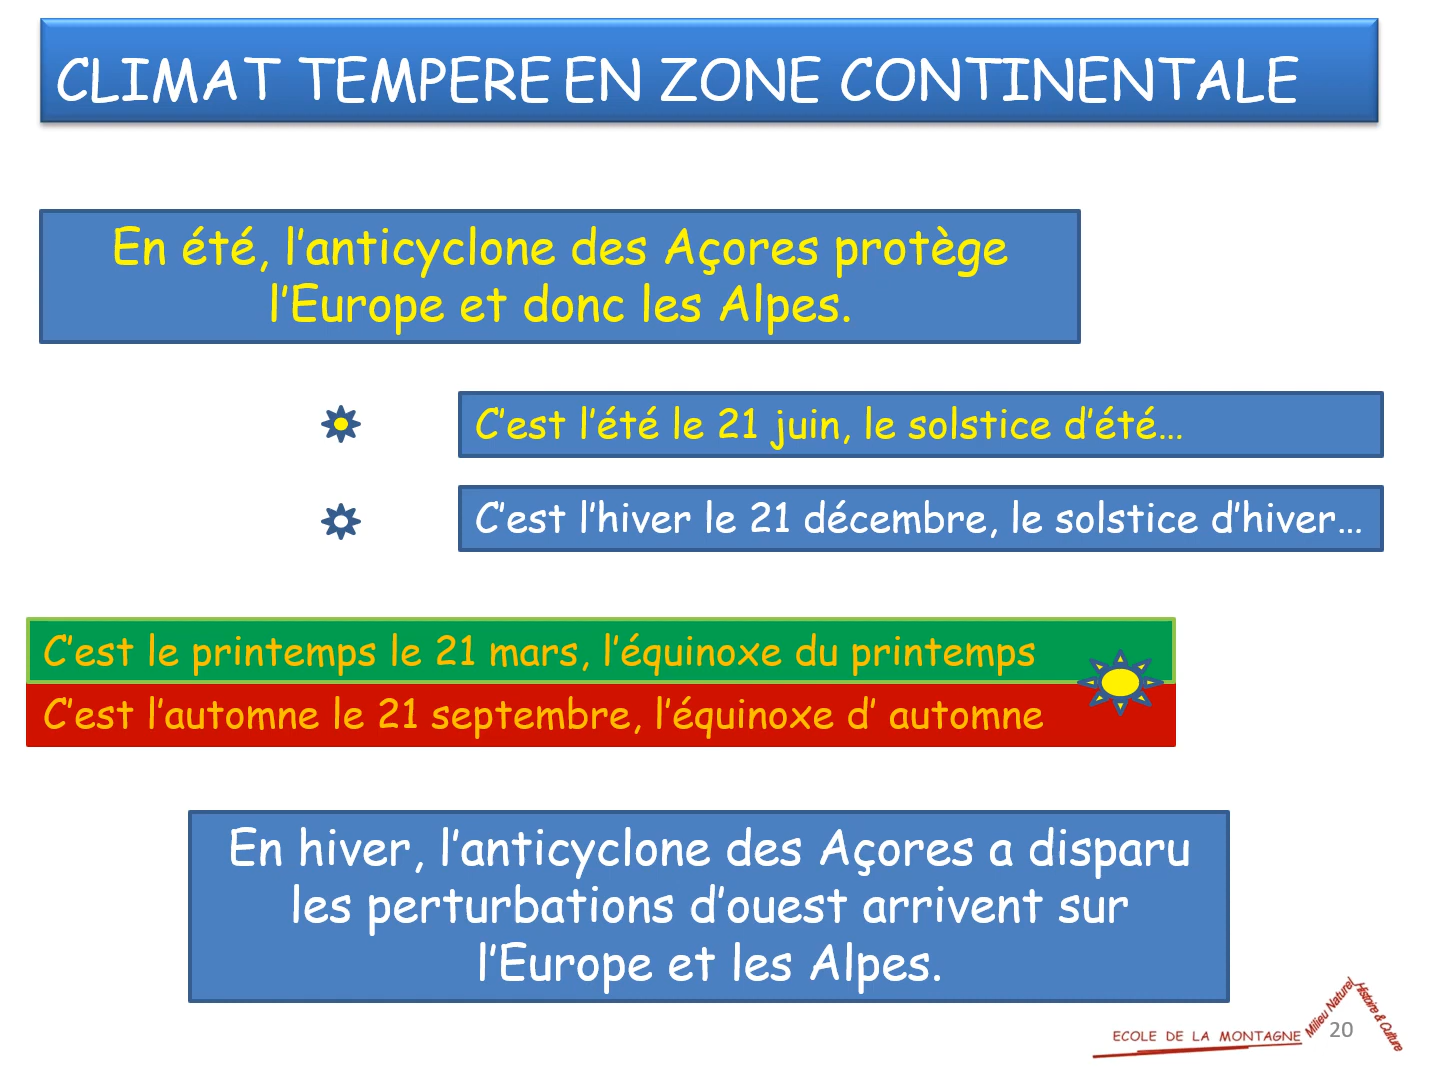 CLIMAT TEMPERE EN ZONE CONTINENTALE
En été, l’anticyclone des Açores protège
l’Europe et donc les Alpes.
C’est l’été le 21 juin, le solstice d’été…
C’est l’hiver le 21 décembre, le solstice d’hiver…
C’est le printemps le 21 mars, l’équinoxe du printemps
C’est l’automne le 21 septembre, l’équinoxe d’ automne
En hiver, l’anticyclone des Açores a disparu
les perturbations d’ouest arrivent sur
l’Europe et les Alpes.
ECOLE DE LA MONTAGNE
Milieu Naturel
Histoire & Culture
20